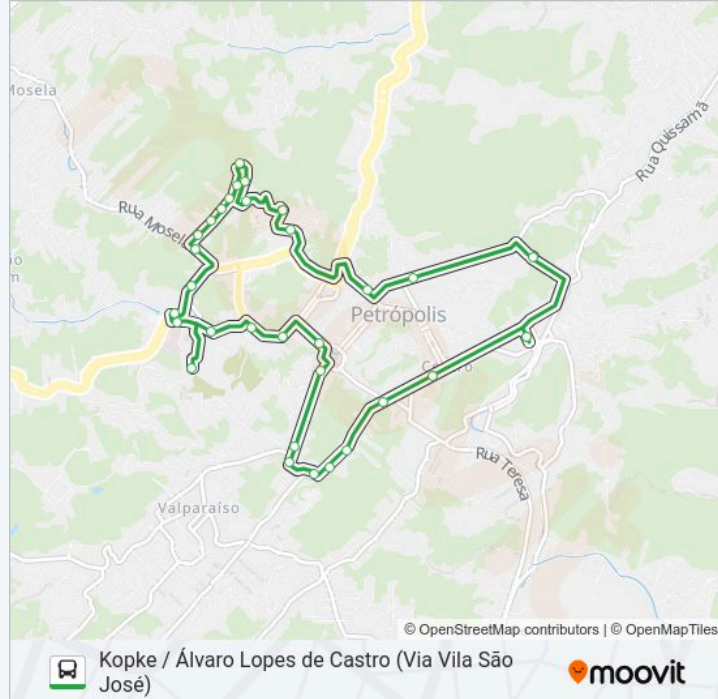 Mosela
Rua Quissamã
Rua Mosela
Petrópolis
Centro
Rua Teresa
Valparaíso
© OpenStreetMap contributors | © OpenMapTiles
Kopke / Álvaro Lopes de Castro (Via Vila São
José)
moovit